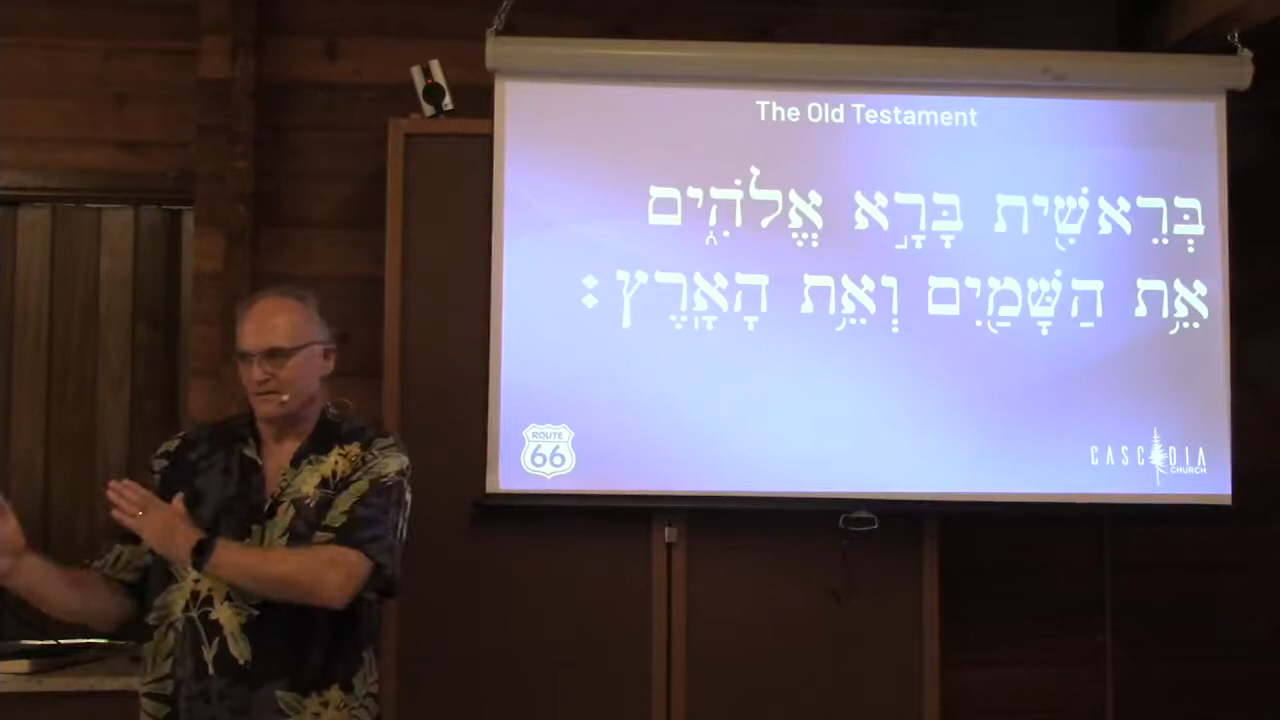 The Old Testament
בְּרֵאשִׁ֖ית בָּרָ֣א אֱלֹהִ֑ים
אֵ֥ת הַשָּׁמַ֖יִם וְאֵ֥ת הָאָֽרֶץ׃
ROUTE
66
CASCADIA
CHURCH